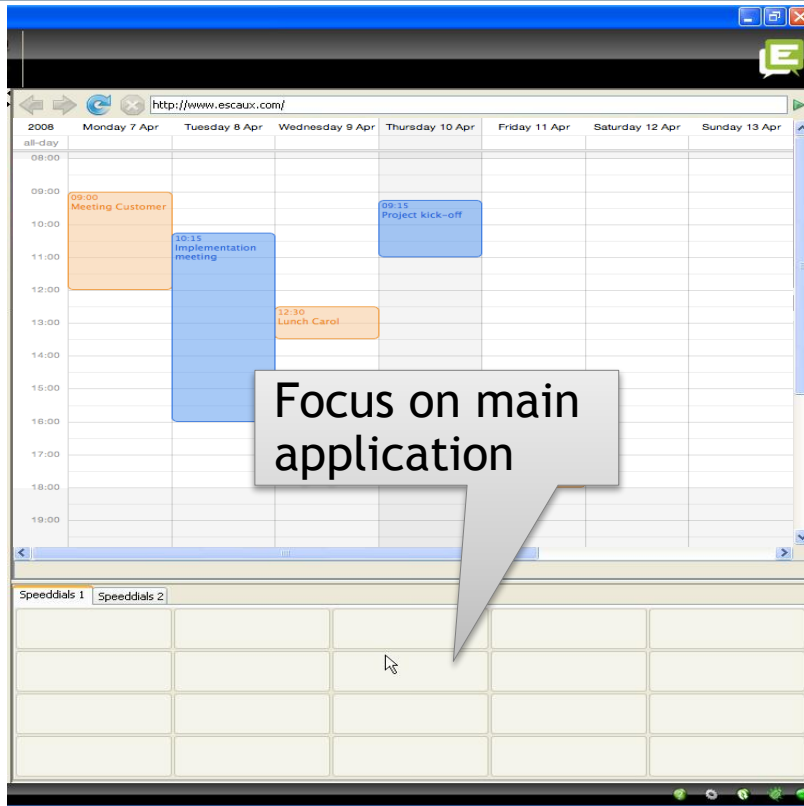 http://www.escaux.com/
2008 Monday 7 Apr Tuesday 8 Apr Wednesday 9 Apr Thursday 10 Apr Friday 11 Apr Saturday 12 Apr Sunday 13 Apr
all-day
08:00
09:00
09:00
Meeting Customer
09:15
Project kick-off
10:00
10:15
Implementation
meeting
11:00
12:00
12:30
Lunch Carol
13:00
14:00
15:00
Focus on main
application
16:00
17:00
18:00
19:00
Speeddials 1 Speeddials 2